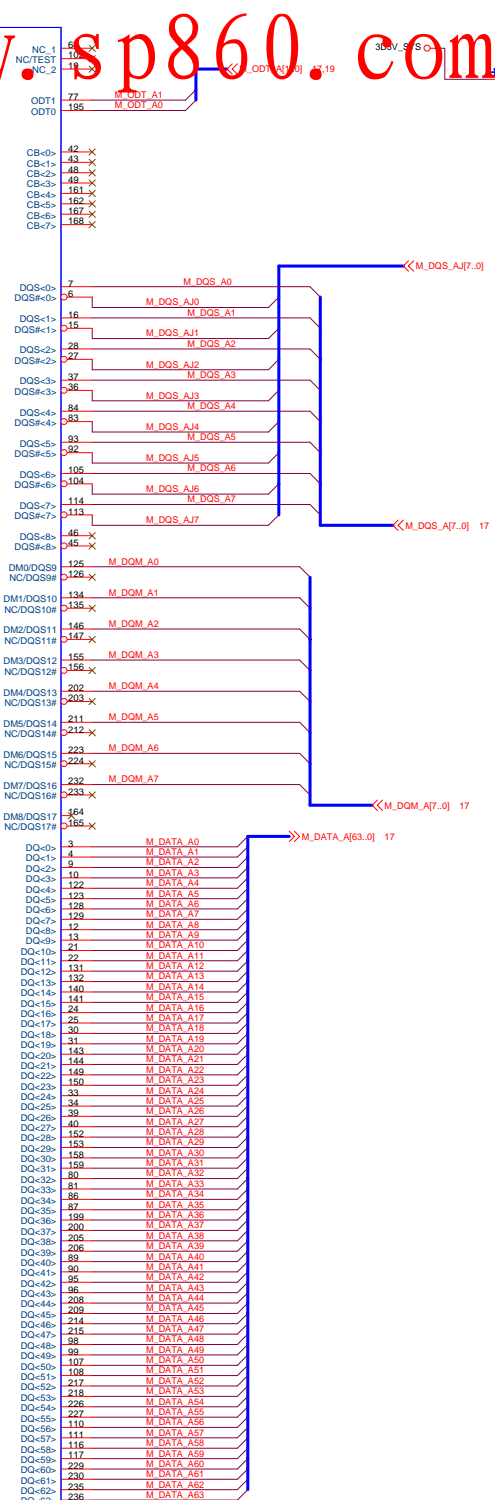 w.sp860.com
NC_1
NC/TEST 102
NC_2 19
3D3V_SYS
17,19
ODT1 77 M_ODT_A1
ODT0 195 M_ODT_A0
CB<0> 42
CB<1> 43
CB<2> 48
CB<3> 49
CB<4> 161
CB<5> 162
CB<6> 167
CB<7> 168
M_DQS_AJ[7..0]
DQS<0> 7 M_DQS_A0
DQS#<0> 6 M_DQS_AJ0
DQS<1> 16 M_DQS_A1
DQS#<1> 15 M_DQS_AJ1
DQS<2> 28 M_DQS_A2
DQS#<2> 27 M_DQS_AJ2
DQS<3> 37 M_DQS_A3
DQS#<3> 36 M_DQS_AJ3
DQS<4> 84 M_DQS_A4
DQS#<4> 83 M_DQS_AJ4
DQS<5> 93 M_DQS_A5
DQS#<5> 92 M_DQS_AJ5
DQS<6> 105 M_DQS_A6
DQS#<6> 104 M_DQS_AJ6
DQS<7> 114 M_DQS_A7
DQS#<7> 113 M_DQS_AJ7
M_DQS_A[7..0] 17
DQS<8> 46
DQS#<8> 45
DM0/DQS9 125 M_DQM_A0
NC/DQS9# 126
DM1/DQS10 134 M_DQM_A1
NC/DQS10# 135
DM2/DQS11 146 M_DQM_A2
NC/DQS11# 147
DM3/DQS12 155 M_DQM_A3
NC/DQS12# 156
DM4/DQS13 202 M_DQM_A4
NC/DQS13# 203
DM5/DQS14 211 M_DQM_A5
NC/DQS14# 212
DM6/DQS15 223 M_DQM_A6
NC/DQS15# 224
DM7/DQS16 232 M_DQM_A7
NC/DQS16# 233
M_DQM_A[7..0] 17
DM8/DQS17 164
NC/DQS17# 165
M_DATA_A[63..0] 17
DQ<0> 3 M_DATA_A0
DQ<1> 4 M_DATA_A1
DQ<2> 9 M_DATA_A2
DQ<3> 10 M_DATA_A3
DQ<4> 122 M_DATA_A4
DQ<5> 123 M_DATA_A5
DQ<6> 128 M_DATA_A6
DQ<7> 129 M_DATA_A7
DQ<8> 12 M_DATA_A8
DQ<9> 13 M_DATA_A9
DQ<10> 21 M_DATA_A10
DQ<11> 22 M_DATA_A11
DQ<12> 131 M_DATA_A12
DQ<13> 132 M_DATA_A13
DQ<14> 140 M_DATA_A14
DQ<15> 141 M_DATA_A15
DQ<16> 24 M_DATA_A16
DQ<17> 25 M_DATA_A17
DQ<18> 30 M_DATA_A18
DQ<19> 31 M_DATA_A19
DQ<20> 143 M_DATA_A20
DQ<21> 144 M_DATA_A21
DQ<22> 149 M_DATA_A22
DQ<23> 150 M_DATA_A23
DQ<24> 33 M_DATA_A24
DQ<25> 34 M_DATA_A25
DQ<26> 39 M_DATA_A26
DQ<27> 40 M_DATA_A27
DQ<28> 152 M_DATA_A28
DQ<29> 153 M_DATA_A29
DQ<30> 158 M_DATA_A30
DQ<31> 159 M_DATA_A31
DQ<32> 80 M_DATA_A32
DQ<33> 81 M_DATA_A33
DQ<34> 86 M_DATA_A34
DQ<35> 87 M_DATA_A35
DQ<36> 199 M_DATA_A36
DQ<37> 200 M_DATA_A37
DQ<38> 205 M_DATA_A38
DQ<39> 206 M_DATA_A39
DQ<40> 89 M_DATA_A40
DQ<41> 90 M_DATA_A41
DQ<42> 95 M_DATA_A42
DQ<43> 96 M_DATA_A43
DQ<44> 208 M_DATA_A44
DQ<45> 209 M_DATA_A45
DQ<46> 214 M_DATA_A46
DQ<47> 215 M_DATA_A47
DQ<48> 98 M_DATA_A48
DQ<49> 99 M_DATA_A49
DQ<50> 107 M_DATA_A50
DQ<51> 108 M_DATA_A51
DQ<52> 217 M_DATA_A52
DQ<53> 218 M_DATA_A53
DQ<54> 226 M_DATA_A54
DQ<55> 227 M_DATA_A55
DQ<56> 110 M_DATA_A56
DQ<57> 111 M_DATA_A57
DQ<58> 116 M_DATA_A58
DQ<59> 117 M_DATA_A59
DQ<60> 229 M_DATA_A60
DQ<61> 230 M_DATA_A61
DQ<62> 235 M_DATA_A62
236 M_DATA_A63